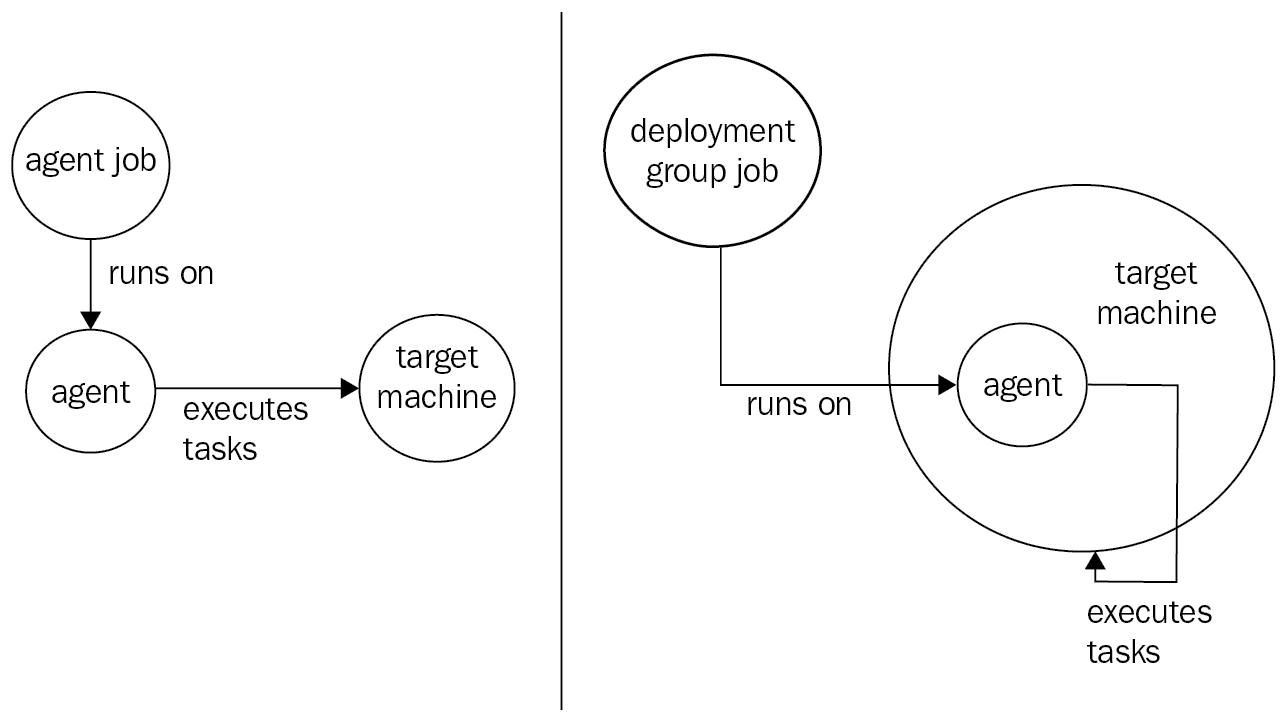 agent job
runs on
agent
executes
tasks
target
machine
deployment
group job
runs on
target
machine
agent
executes
tasks